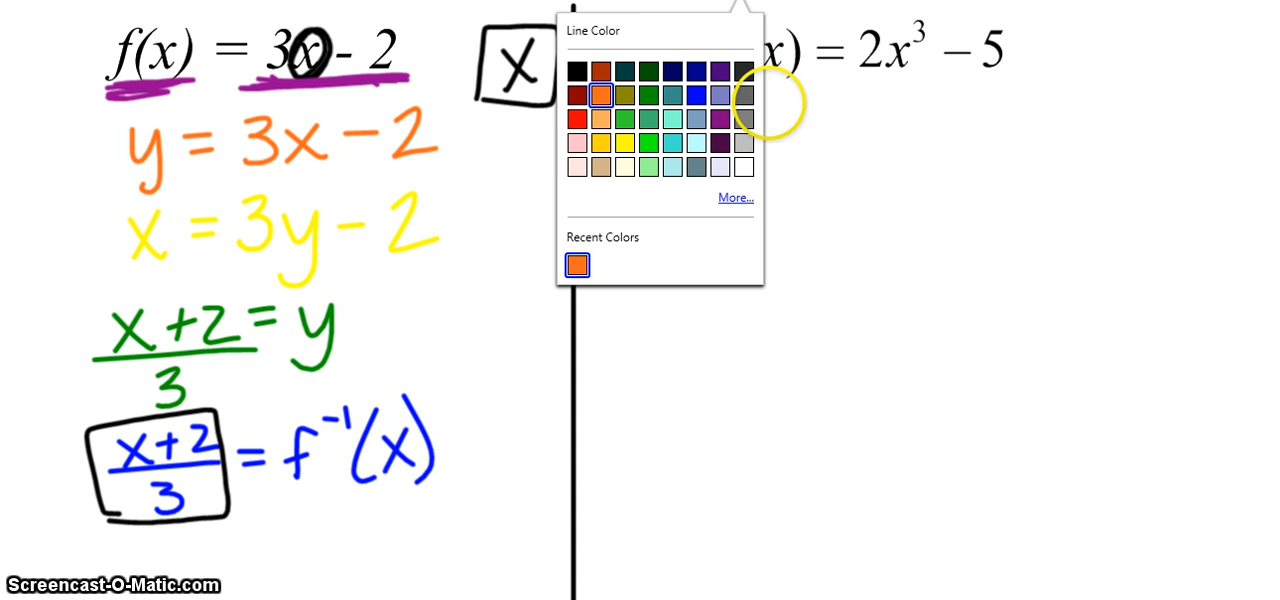 f(x) = 3x - 2
y = 3x - 2
x = 3y - 2
x + 2 = y
3
x + 2 = f⁻¹(x)
3
x
Line Color
More...
Recent Colors
x) = 2x³ - 5
Screencast-O-Matic.com